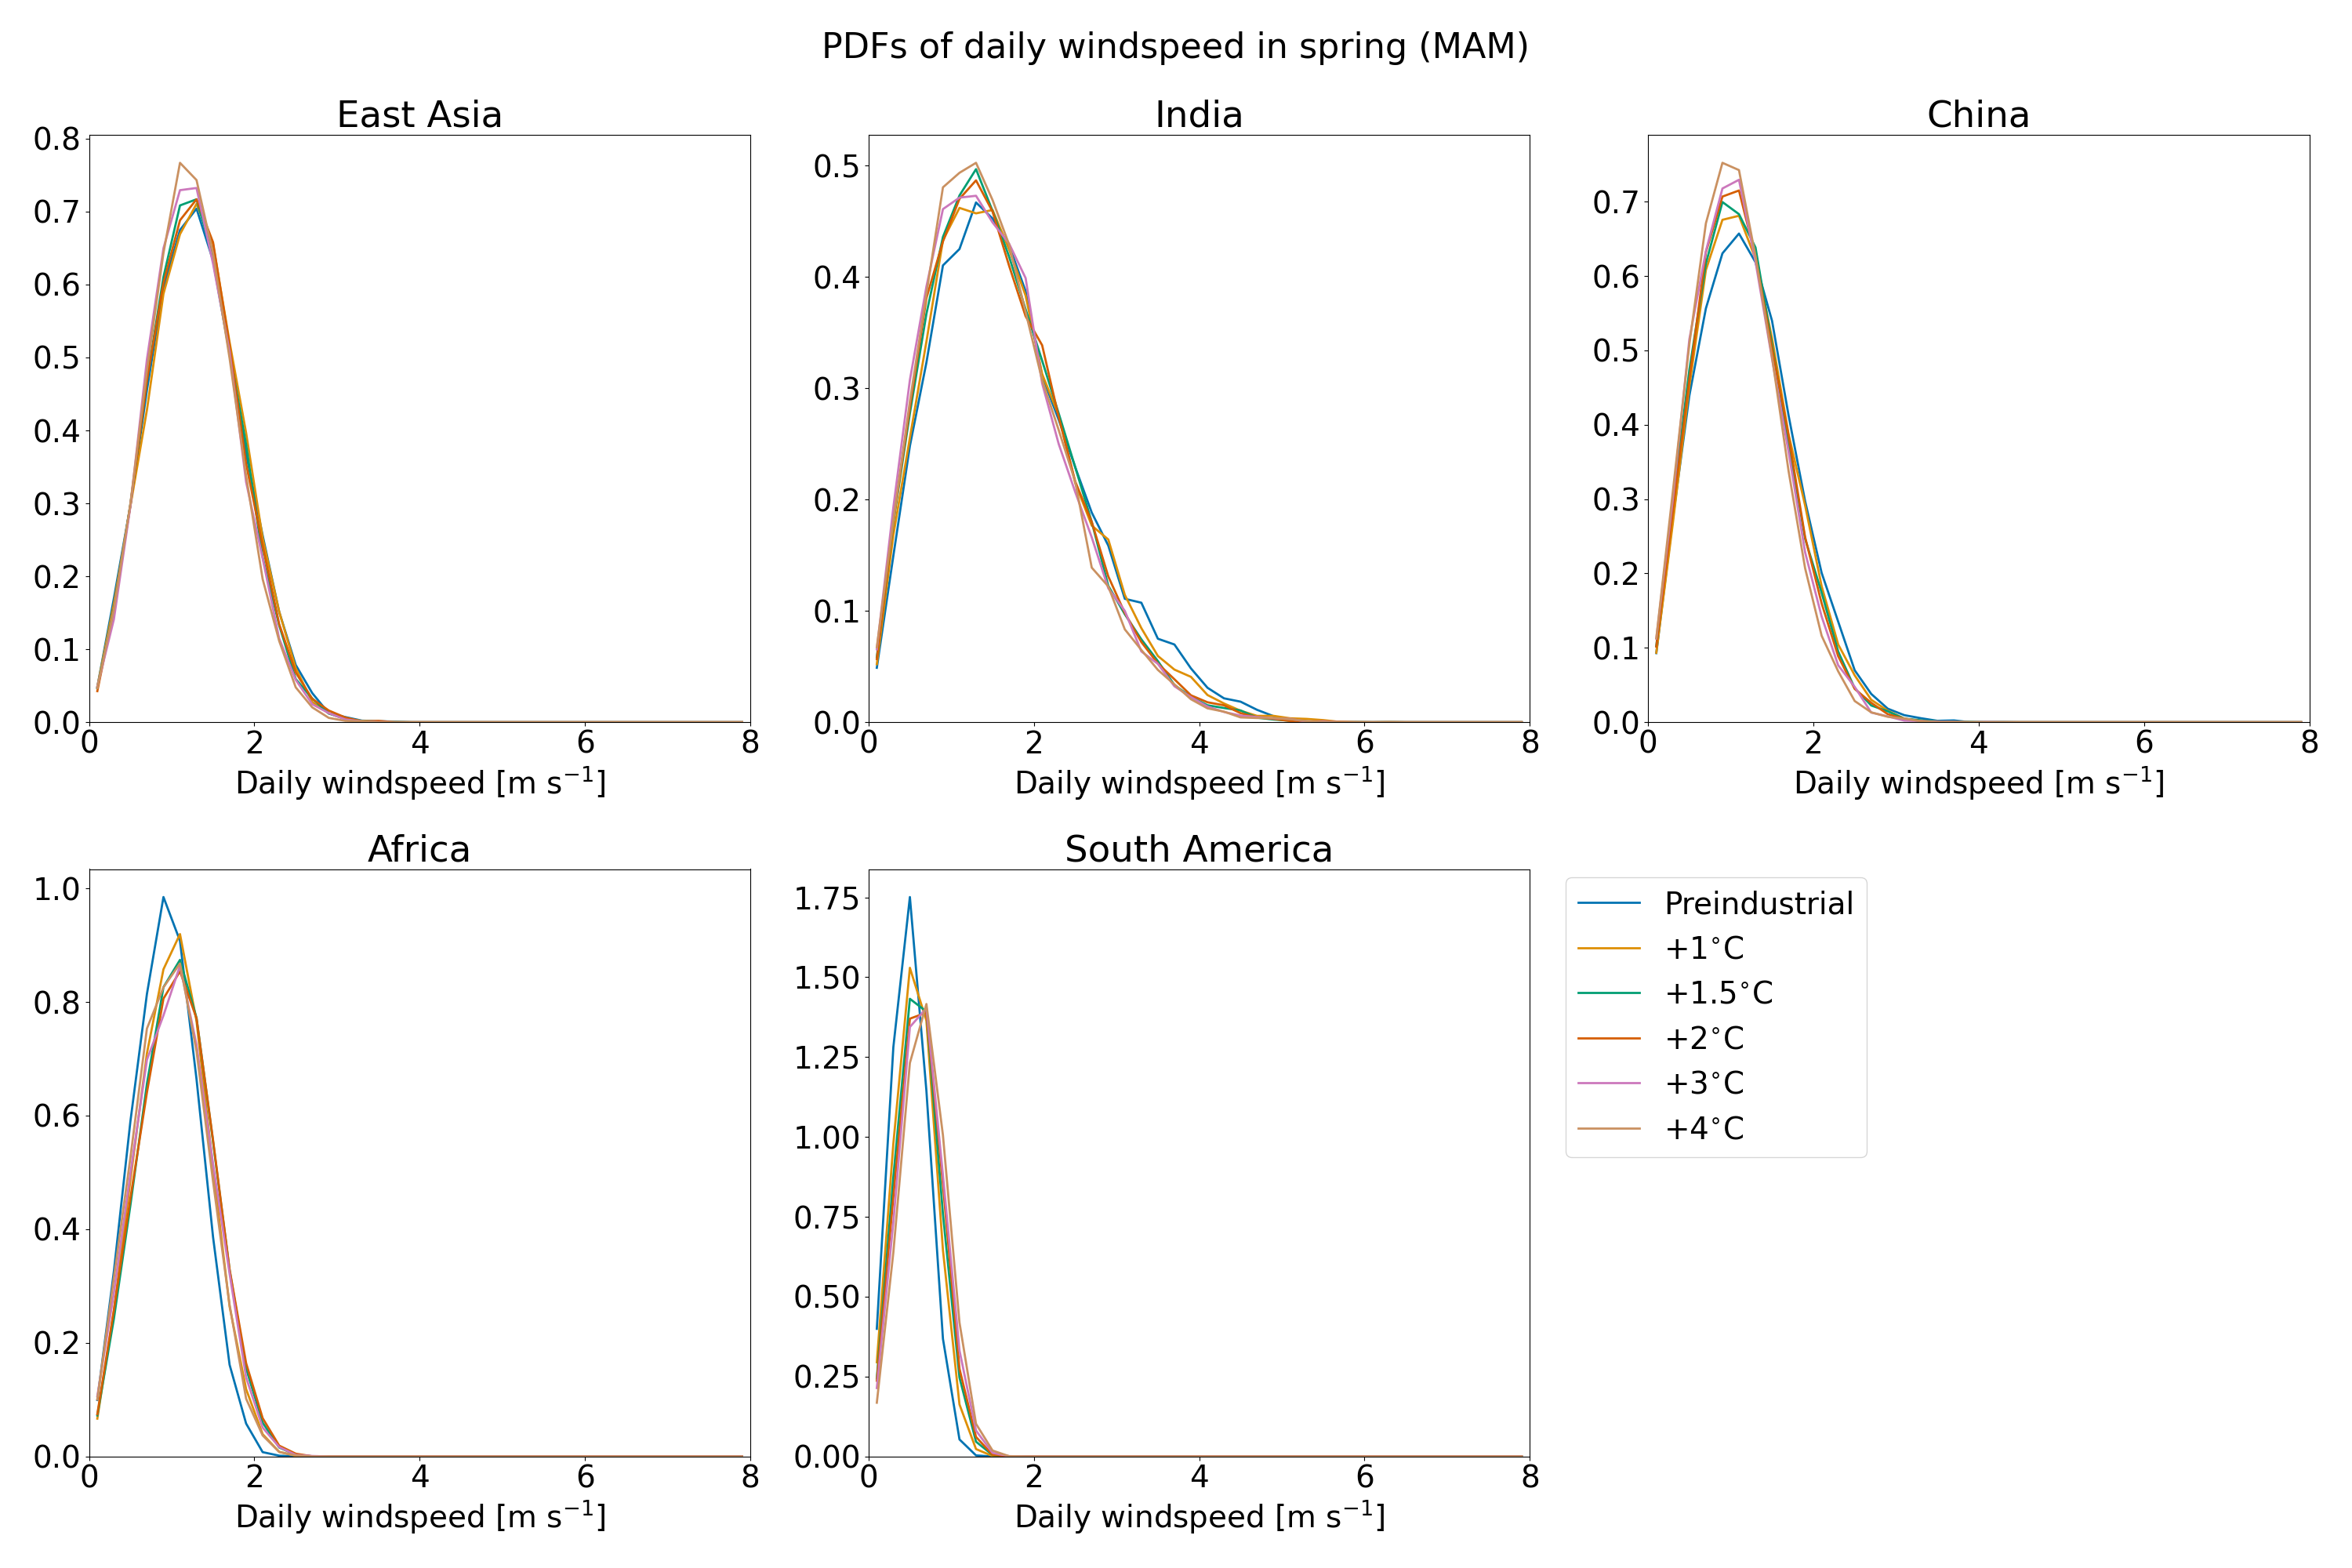 PDFs of daily windspeed in spring (MAM)
East Asia
0.8
0.7
0.6
0.5
0.4
0.3
0.2
0.1
0.0
0 2 4 6 8
Daily windspeed [m s⁻¹]
India
0.5
0.4
0.3
0.2
0.1
0.0
0 2 4 6 8
Daily windspeed [m s⁻¹]
China
0.7
0.6
0.5
0.4
0.3
0.2
0.1
0.0
0 2 4 6 8
Daily windspeed [m s⁻¹]
Africa
1.0
0.8
0.6
0.4
0.2
0.0
0 2 4 6 8
Daily windspeed [m s⁻¹]
South America
1.75
1.50
1.25
1.00
0.75
0.50
0.25
0.00
0 2 4 6 8
Daily windspeed [m s⁻¹]
Preindustrial
+1°C
+1.5°C
+2°C
+3°C
+4°C